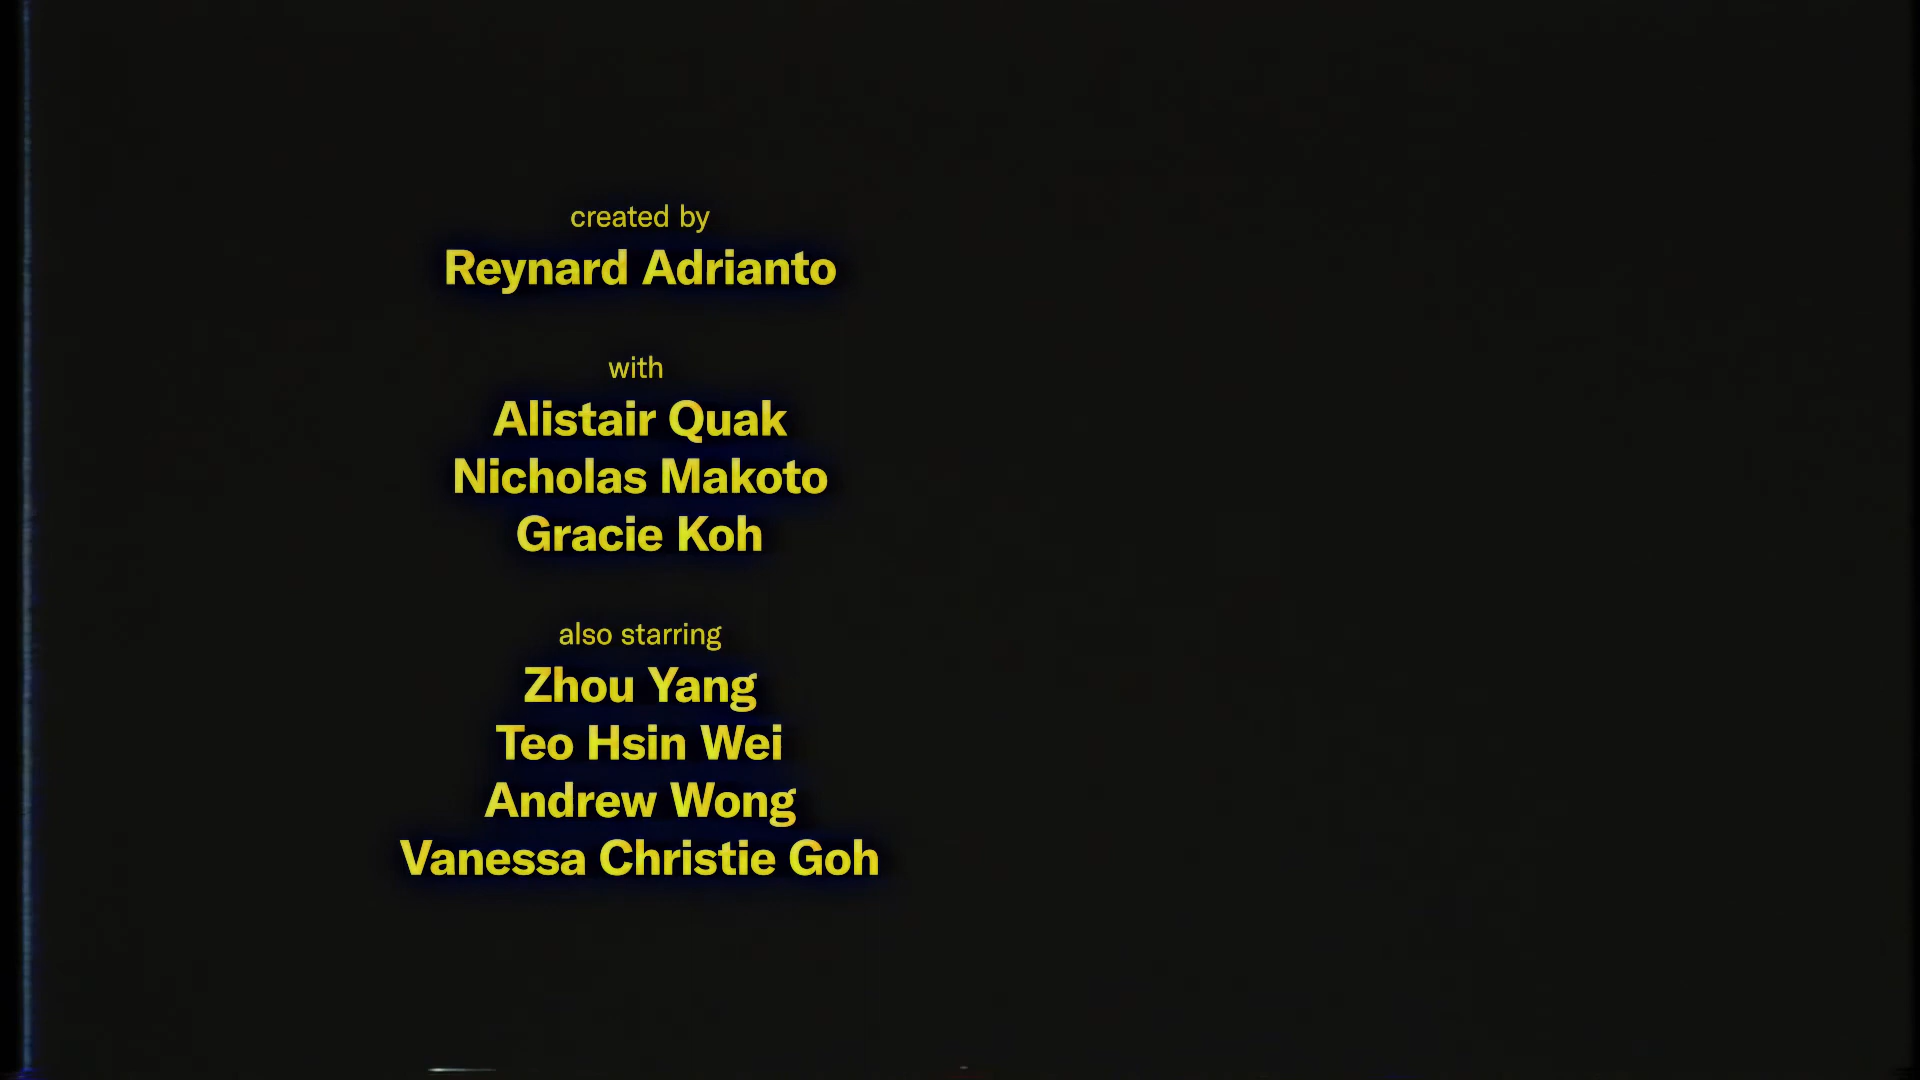 created by
Reynard Adrianto
with
Alistair Quak
Nicholas Makoto
Gracie Koh
also starring
Zhou Yang
Teo Hsin Wei
Andrew Wong
Vanessa Christie Goh